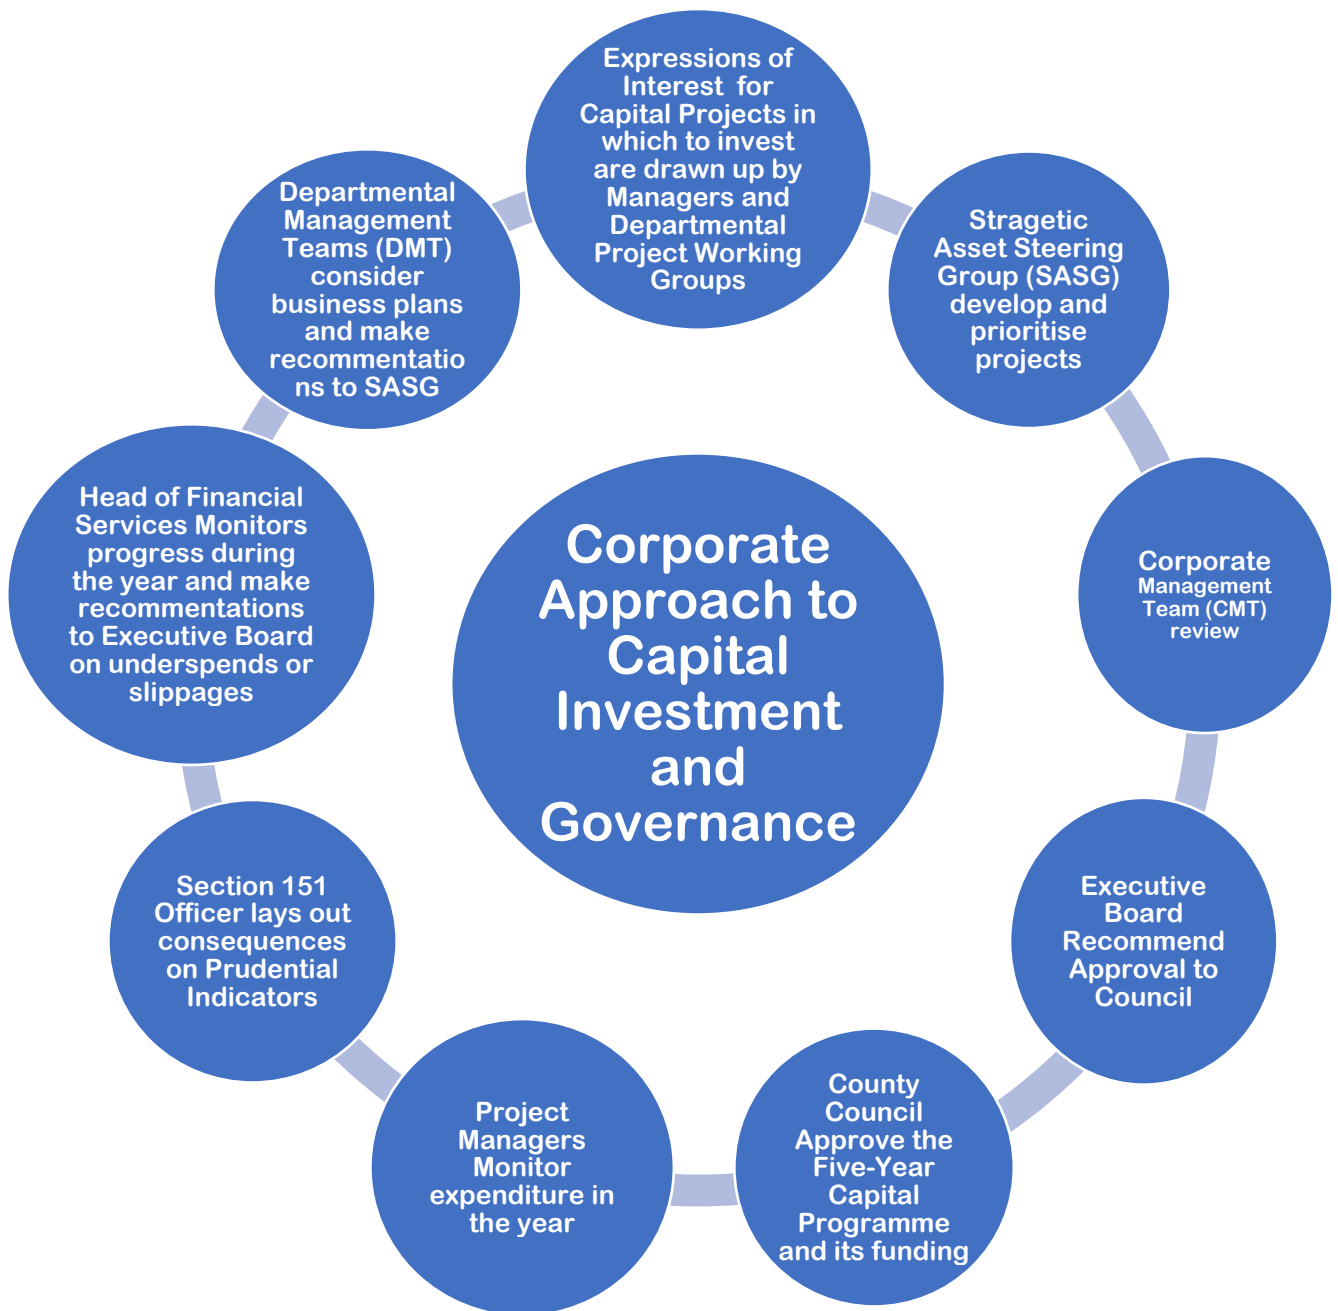 Expressions of
Interest for
Capital Projects in
which to invest
are drawn up by
Managers and
Departmental
Project Working
Groups
Stragetic
Asset Steering
Group (SASG)
develop and
prioritise
projects
Corporate
Management
Team (CMT)
review
Executive
Board
Recommend
Approval to
Council
County
Council
Approve the
Five-Year
Capital
Programme
and its funding
Project
Managers
Monitor
expenditure in
the year
Section 151
Officer lays out
consequences
on Prudential
Indicators
Head of Financial
Services Monitors
progress during
the year and make
recommentations
to Executive Board
on underspends or
slippages
Departmental
Management
Teams (DMT)
consider
business plans
and make
recommentatio
ns to SASG
Corporate
Approach to
Capital
Investment
and
Governance